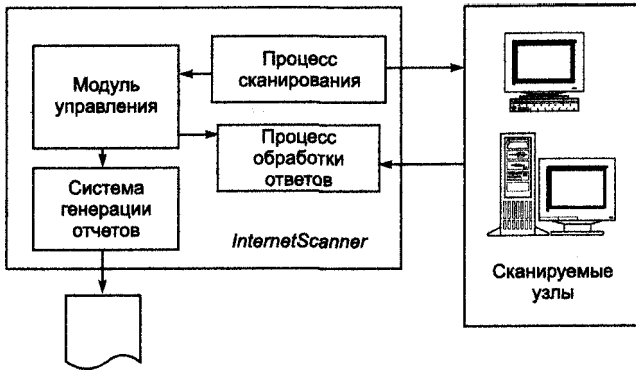 Модуль
управления
Процесс
сканирования
Процесс
обработки
ответов
Система
генерации
отчетов
InternetScanner
Сканируемые
узлы